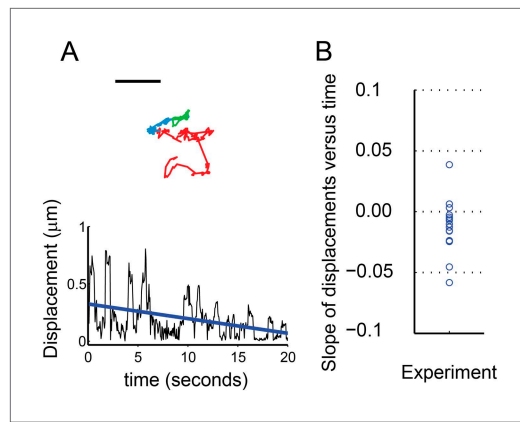 A
Displacement (μm)
1
0.5
0
0
5
10
15
20
time (seconds)
B
Slope of displacements versus time
0.1
0.05
0.00
−0.05
−0.1
Experiment